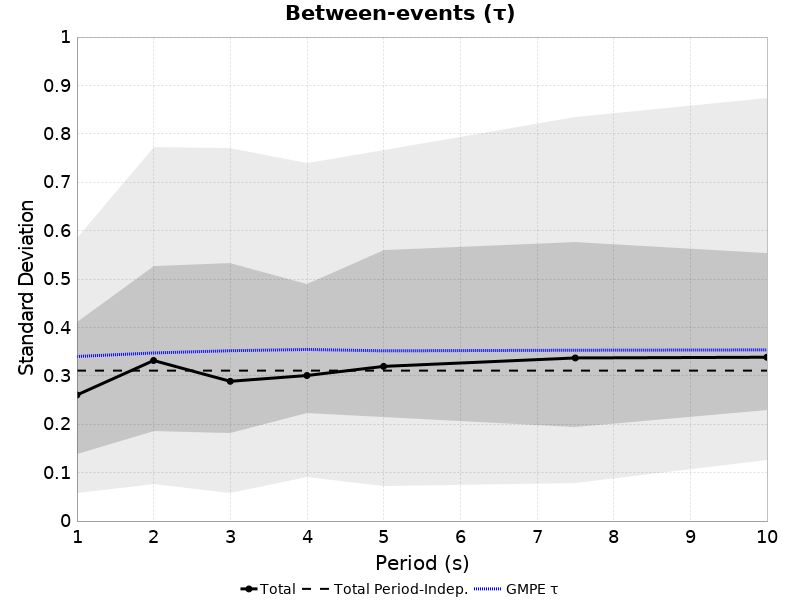 Between-events (τ)
Standard Deviation
1
0.9
0.8
0.7
0.6
0.5
0.4
0.3
0.2
0.1
0
1 2 3 4 5 6 7 8 9 10
Period (s)
Total Total Period-Indep. GMPE τ